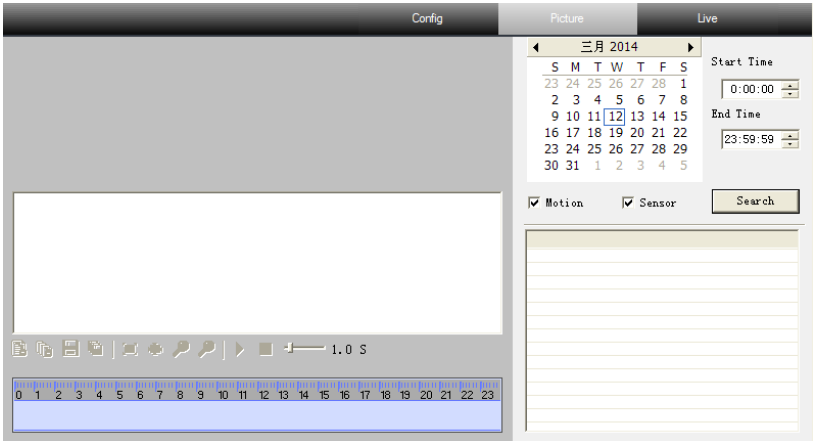 Config Picture Live
三月 2014
S M T W T F S
23 24 25 26 27 28 1
2 3 4 5 6 7 8
9 10 11 12 13 14 15
16 17 18 19 20 21 22
23 24 25 26 27 28 29
30 31 1 2 3 4 5
Start Time
0:00:00
End Time
23:59:59
Motion Sensor Search
1.0 S
0 1 2 3 4 5 6 7 8 9 10 11 12 13 14 15 16 17 18 19 20 21 22 23